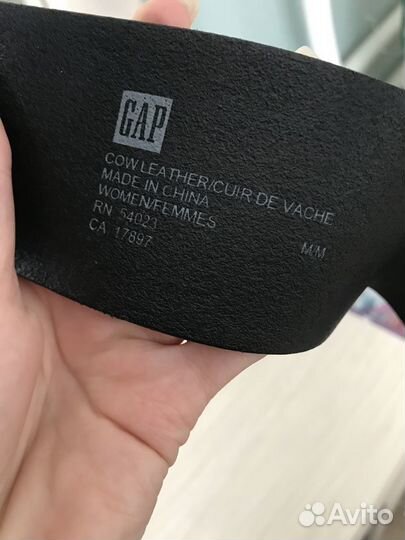 GAP
COW LEATHER/CUIR DE VACHE
MADE IN CHINA
WOMEN/FEMMES
RN 54023
CA 17897
M/M
Avito